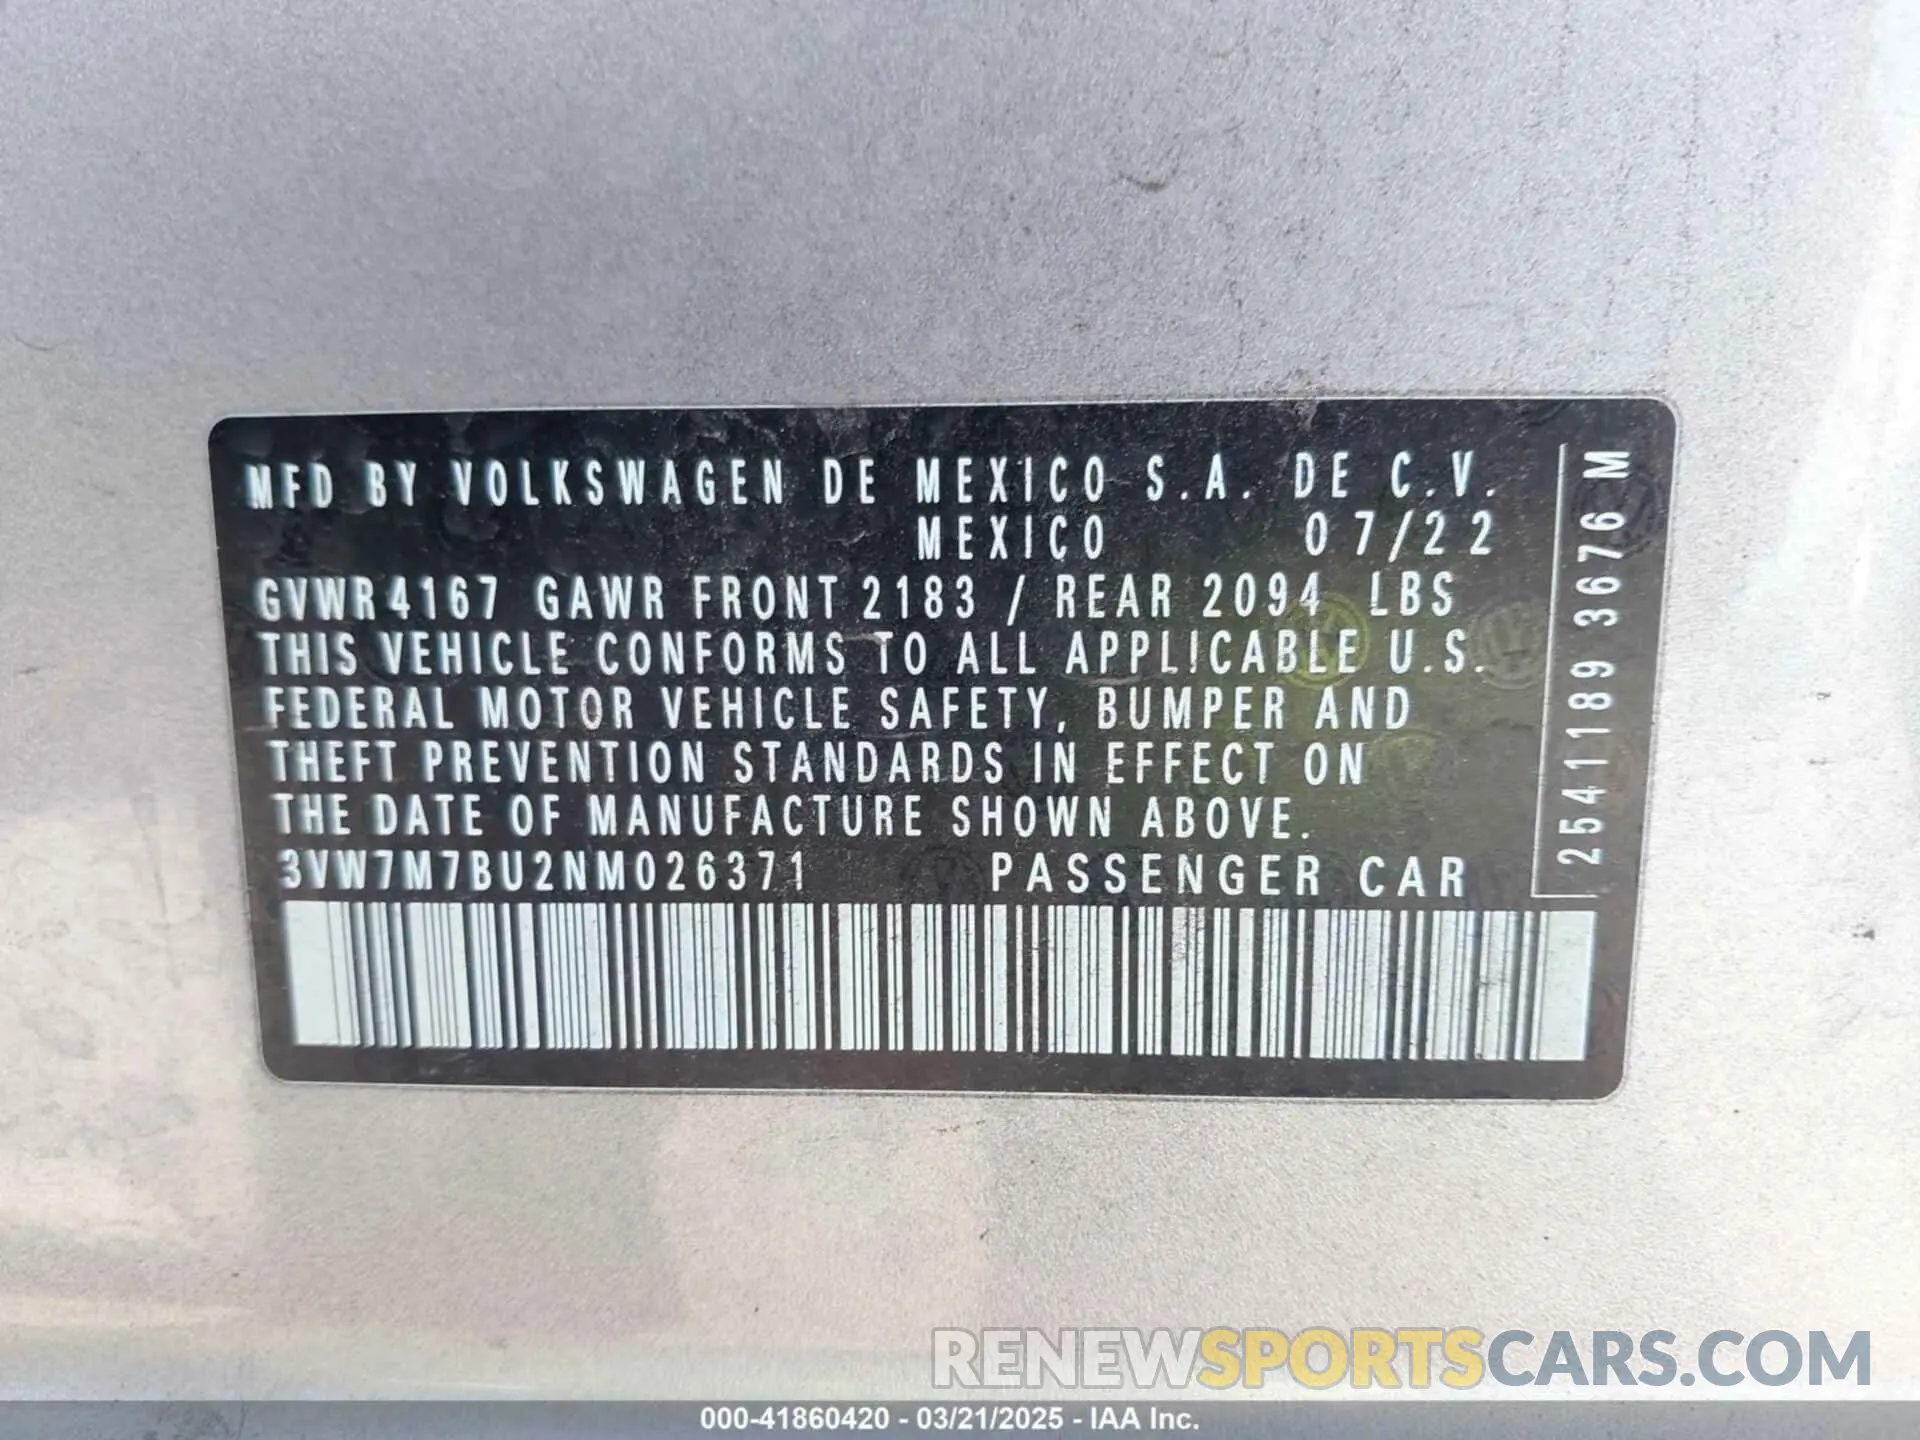 MFD BY VOLKSWAGEN DE MEXICO S.A. DE C.V.
MEXICO 07/22
GVWR 4167 GAWR FRONT 2183 / REAR 2094 LBS
THIS VEHICLE CONFORMS TO ALL APPLICABLE U.S.
FEDERAL MOTOR VEHICLE SAFETY, BUMPER AND
THEFT PREVENTION STANDARDS IN EFFECT ON
THE DATE OF MANUFACTURE SHOWN ABOVE.
3VW7M7BU2NM026371 PASSENGER CAR
2541189 3676 M
RENEWSPORTSCARS.COM
000-41860420 - 03/21/2025 - IAA Inc.